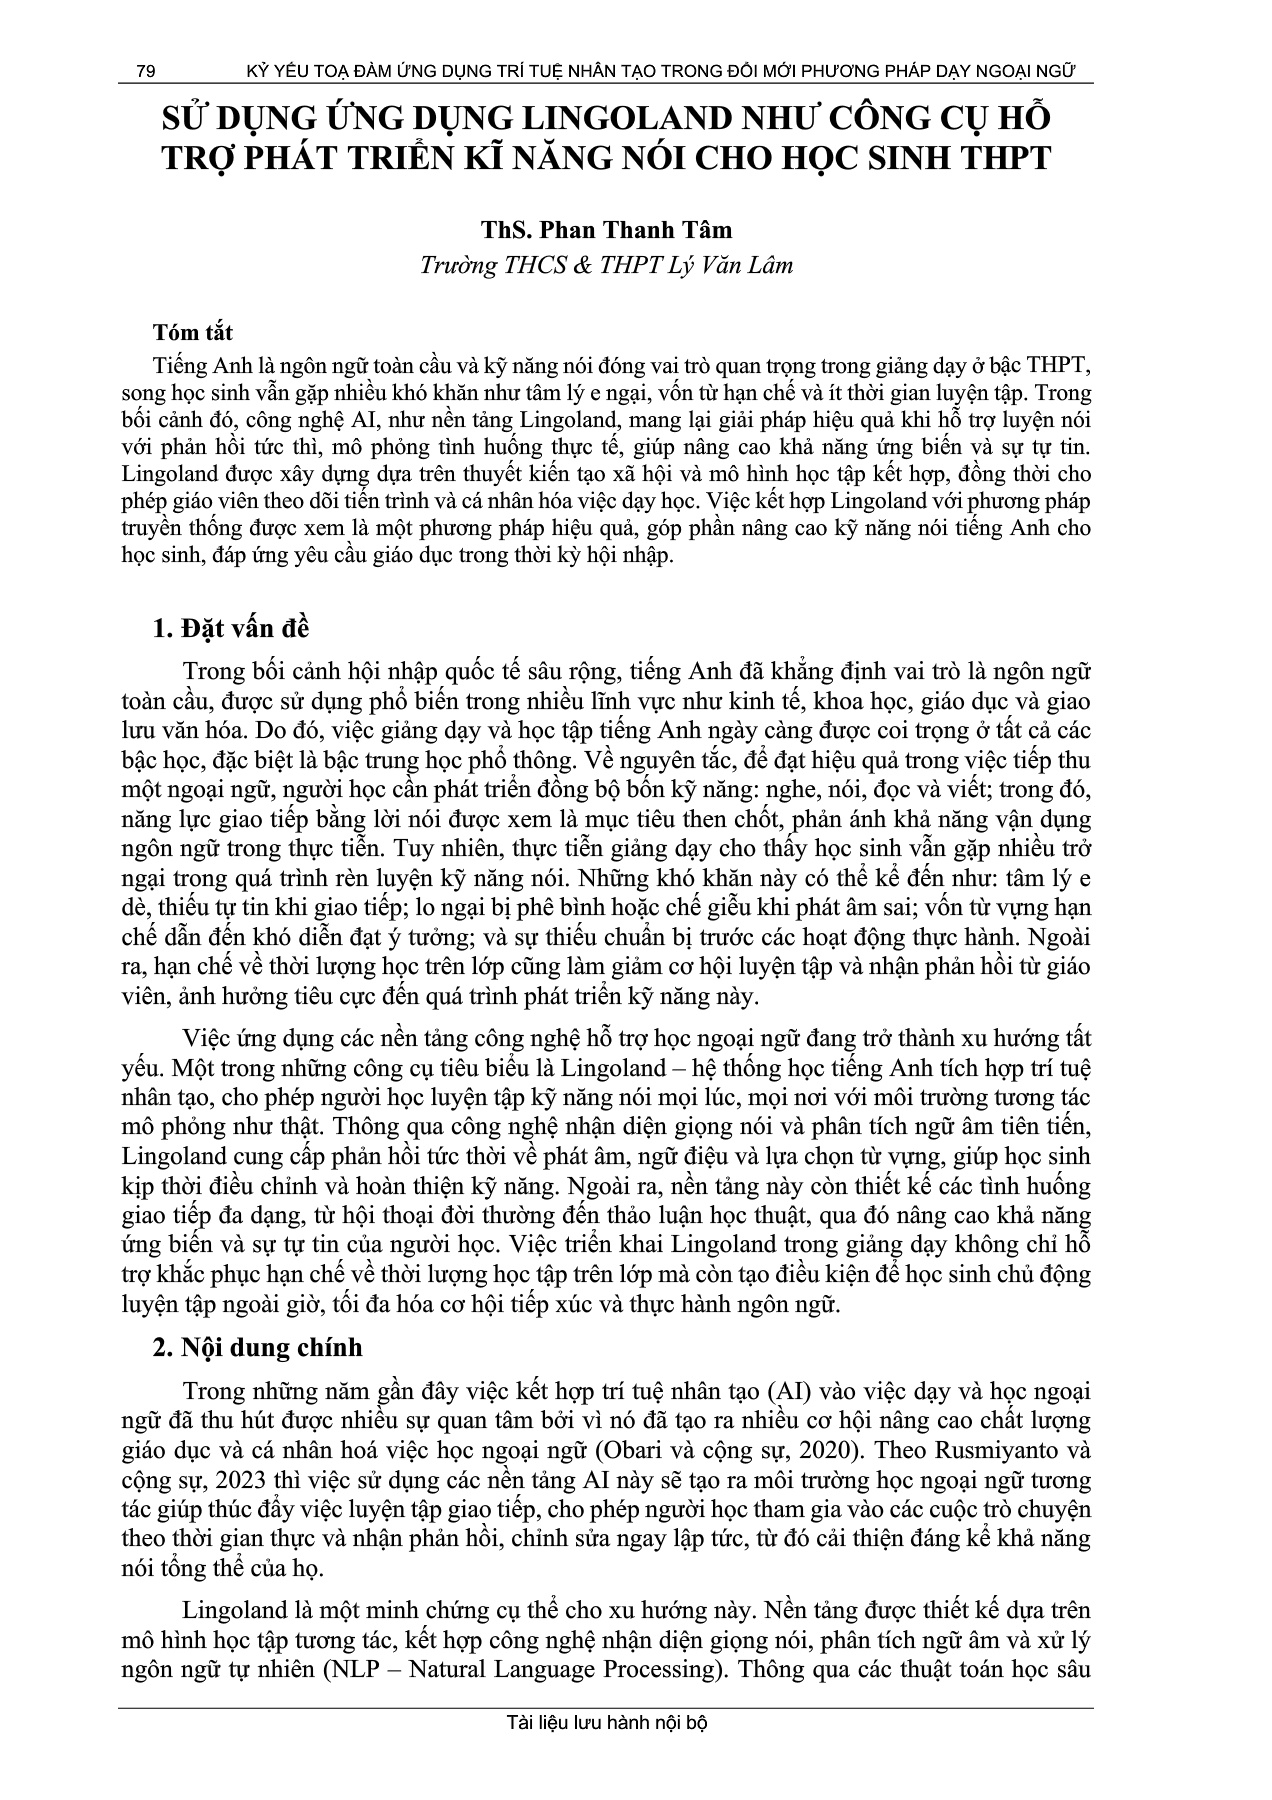 79 KỶ YẾU TOẠ ĐÀM ỨNG DỤNG TRÍ TUỆ NHÂN TẠO TRONG ĐỔI MỚI PHƯƠNG PHÁP DẠY NGOẠI NGỮ
SỬ DỤNG ỨNG DỤNG LINGOLAND NHƯ CÔNG CỤ HỖ
TRỢ PHÁT TRIỂN KĨ NĂNG NÓI CHO HỌC SINH THPT
ThS. Phan Thanh Tâm
Trường THCS & THPT Lý Văn Lâm
Tóm tắt
Tiếng Anh là ngôn ngữ toàn cầu và kỹ năng nói đóng vai trò quan trọng trong giảng dạy ở bậc THPT,
song học sinh vẫn gặp nhiều khó khăn như tâm lý e ngại, vốn từ hạn chế và ít thời gian luyện tập. Trong
bối cảnh đó, công nghệ AI, như nền tảng Lingoland, mang lại giải pháp hiệu quả khi hỗ trợ luyện nói
với phản hồi tức thì, mô phỏng tình huống thực tế, giúp nâng cao khả năng ứng biến và sự tự tin.
Lingoland được xây dựng dựa trên thuyết kiến tạo xã hội và mô hình học tập kết hợp, đồng thời cho
phép giáo viên theo dõi tiến trình và cá nhân hóa việc dạy học. Việc kết hợp Lingoland với phương pháp
truyền thống được xem là một phương pháp hiệu quả, góp phần nâng cao kỹ năng nói tiếng Anh cho
học sinh, đáp ứng yêu cầu giáo dục trong thời kỳ hội nhập.
1. Đặt vấn đề
Trong bối cảnh hội nhập quốc tế sâu rộng, tiếng Anh đã khẳng định vai trò là ngôn ngữ
toàn cầu, được sử dụng phổ biến trong nhiều lĩnh vực như kinh tế, khoa học, giáo dục và giao
lưu văn hóa. Do đó, việc giảng dạy và học tập tiếng Anh ngày càng được coi trọng ở tất cả các
bậc học, đặc biệt là bậc trung học phổ thông. Về nguyên tắc, để đạt hiệu quả trong việc tiếp thu
một ngoại ngữ, người học cần phát triển đồng bộ bốn kỹ năng: nghe, nói, đọc và viết; trong đó,
năng lực giao tiếp bằng lời nói được xem là mục tiêu then chốt, phản ánh khả năng vận dụng
ngôn ngữ trong thực tiễn. Tuy nhiên, thực tiễn giảng dạy cho thấy học sinh vẫn gặp nhiều trở
ngại trong quá trình rèn luyện kỹ năng nói. Những khó khăn này có thể kể đến như: tâm lý e
dè, thiếu tự tin khi giao tiếp; lo ngại bị phê bình hoặc chế giễu khi phát âm sai; vốn từ vựng hạn
chế dẫn đến khó diễn đạt ý tưởng; và sự thiếu chuẩn bị trước các hoạt động thực hành. Ngoài
ra, hạn chế về thời lượng học trên lớp cũng làm giảm cơ hội luyện tập và nhận phản hồi từ giáo
viên, ảnh hưởng tiêu cực đến quá trình phát triển kỹ năng này.
Việc ứng dụng các nền tảng công nghệ hỗ trợ học ngoại ngữ đang trở thành xu hướng tất
yếu. Một trong những công cụ tiêu biểu là Lingoland – hệ thống học tiếng Anh tích hợp trí tuệ
nhân tạo, cho phép người học luyện tập kỹ năng nói mọi lúc, mọi nơi với môi trường tương tác
mô phỏng như thật. Thông qua công nghệ nhận diện giọng nói và phân tích ngữ âm tiên tiến,
Lingoland cung cấp phản hồi tức thời về phát âm, ngữ điệu và lựa chọn từ vựng, giúp học sinh
kịp thời điều chỉnh và hoàn thiện kỹ năng. Ngoài ra, nền tảng này còn thiết kế các tình huống
giao tiếp đa dạng, từ hội thoại đời thường đến thảo luận học thuật, qua đó nâng cao khả năng
ứng biến và sự tự tin của người học. Việc triển khai Lingoland trong giảng dạy không chỉ hỗ
trợ khắc phục hạn chế về thời lượng học tập trên lớp mà còn tạo điều kiện để học sinh chủ động
luyện tập ngoài giờ, tối đa hóa cơ hội tiếp xúc và thực hành ngôn ngữ.
2. Nội dung chính
Trong những năm gần đây việc kết hợp trí tuệ nhân tạo (AI) vào việc dạy và học ngoại
ngữ đã thu hút được nhiều sự quan tâm bởi vì nó đã tạo ra nhiều cơ hội nâng cao chất lượng
giáo dục và cá nhân hoá việc học ngoại ngữ (Obari và cộng sự, 2020). Theo Rusmiyanto và
cộng sự, 2023 thì việc sử dụng các nền tảng AI này sẽ tạo ra môi trường học ngoại ngữ tương
tác giúp thúc đẩy việc luyện tập giao tiếp, cho phép người học tham gia vào các cuộc trò chuyện
theo thời gian thực và nhận phản hồi, chỉnh sửa ngay lập tức, từ đó cải thiện đáng kể khả năng
nói tổng thể của họ.
Lingoland là một minh chứng cụ thể cho xu hướng này. Nền tảng được thiết kế dựa trên
mô hình học tập tương tác, kết hợp công nghệ nhận diện giọng nói, phân tích ngữ âm và xử lý
ngôn ngữ tự nhiên (NLP – Natural Language Processing). Thông qua các thuật toán học sâu
Tài liệu lưu hành nội bộ